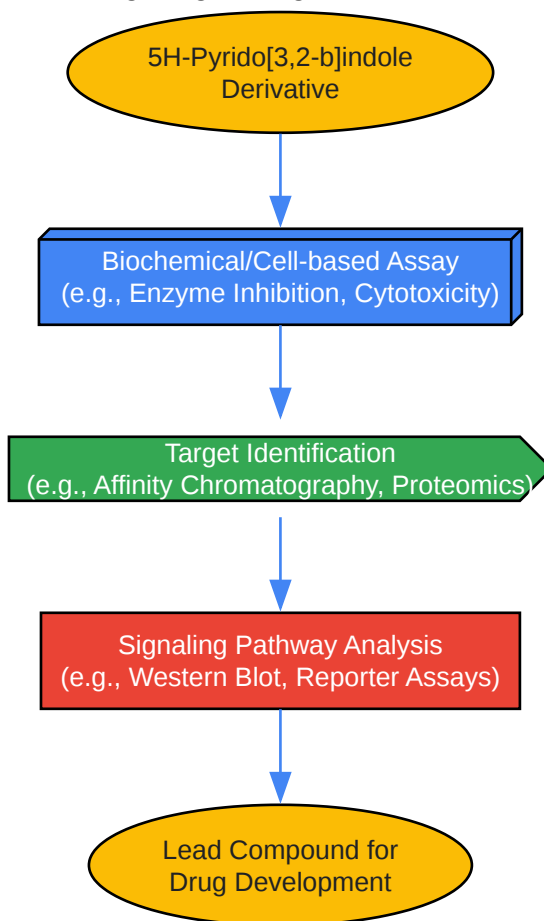 5H-Pyrido[3,2-b]indole
Derivative
Biochemical/Cell-based Assay
(e.g., Enzyme Inhibition, Cytotoxicity)
Target Identification
(e.g., Affinity Chromatography, Proteomics)
Signaling Pathway Analysis
(e.g., Western Blot, Reporter Assays)
Lead Compound for
Drug Development